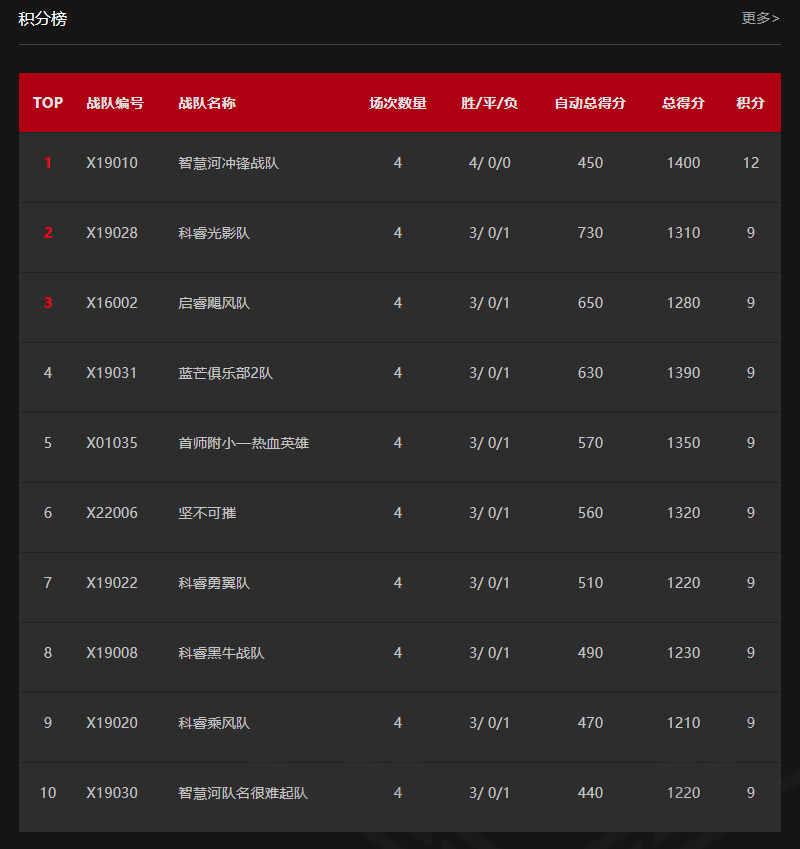 积分榜 更多>
TOP 战队编号 战队名称 场次数量 胜/平/负 自动总得分 总得分 积分
1 X19010 智慧河冲锋战队 4 4/ 0/0 450 1400 12
2 X19028 科睿光影队 4 3/ 0/1 730 1310 9
3 X16002 启睿飓风队 4 3/ 0/1 650 1280 9
4 X19031 蓝芒俱乐部2队 4 3/ 0/1 630 1390 9
5 X01035 首师附小—热血英雄 4 3/ 0/1 570 1350 9
6 X22006 坚不可摧 4 3/ 0/1 560 1320 9
7 X19022 科睿勇翼队 4 3/ 0/1 510 1220 9
8 X19008 科睿黑牛战队 4 3/ 0/1 490 1230 9
9 X19020 科睿乘风队 4 3/ 0/1 470 1210 9
10 X19030 智慧河队名很难起队 4 3/ 0/1 440 1220 9